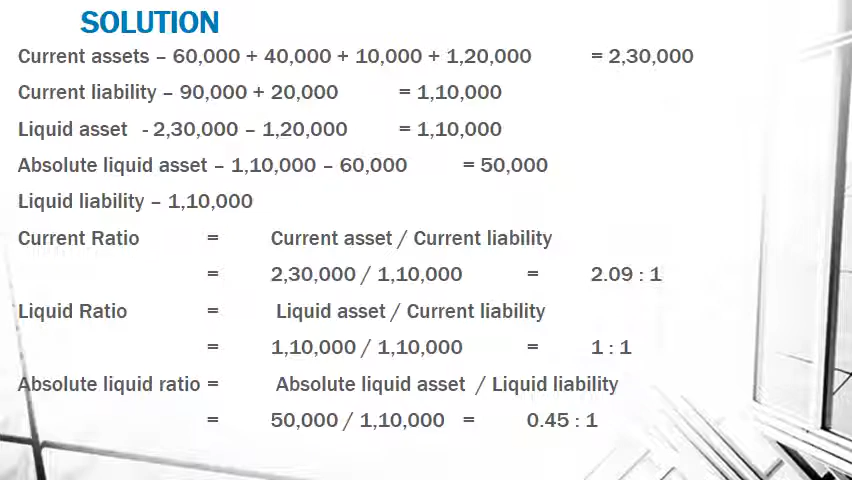 SOLUTION
Current assets – 60,000 + 40,000 + 10,000 + 1,20,000 = 2,30,000
Current liability – 90,000 + 20,000 = 1,10,000
Liquid asset - 2,30,000 – 1,20,000 = 1,10,000
Absolute liquid asset – 1,10,000 – 60,000 = 50,000
Liquid liability – 1,10,000
Current Ratio = Current asset / Current liability
= 2,30,000 / 1,10,000 = 2.09 : 1
Liquid Ratio = Liquid asset / Current liability
= 1,10,000 / 1,10,000 = 1 : 1
Absolute liquid ratio = Absolute liquid asset / Liquid liability
= 50,000 / 1,10,000 = 0.45 : 1